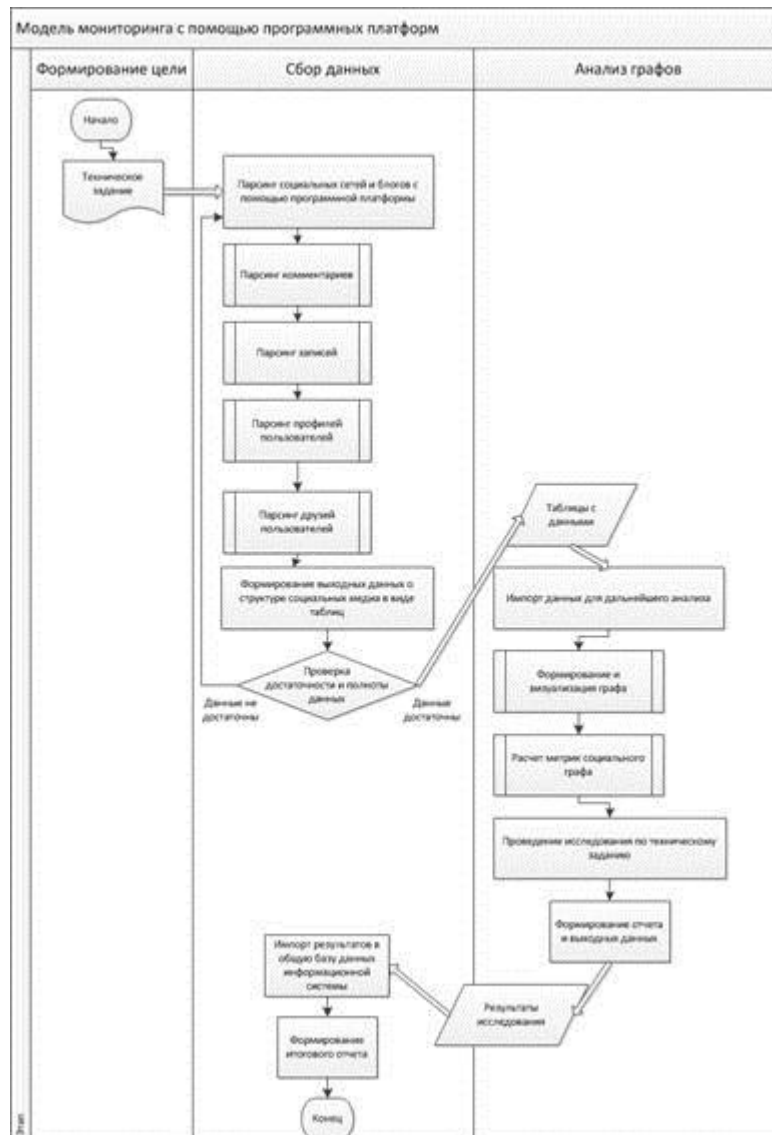 Модель мониторинга с помощью программных платформ
Формирование цели
Сбор данных
Анализ графов
Начало
Техническое
задание
Парсинг социальных сетей и блогов с
помощью программной платформы
Парсинг комментариев
Парсинг записей
Парсинг профилей
пользователей
Парсинг друзей
пользователей
Формирование выходных данных о
структуре социальных медиа в виде
таблиц
Проверка
достаточности и полноты
данных
Данные не
достаточны
Данные
достаточны
Таблицы с
данными
Импорт данных для дальнейшего анализа
Формирование и
визуализация графа
Расчет метрик социального
графа
Проведение исследования по техническому
заданию
Формирование отчета
и выходных данных
Результаты
исследования
Импорт результатов в
общую базу данных
информационной
системы
Формирование
итогового отчета
Конец
Этап